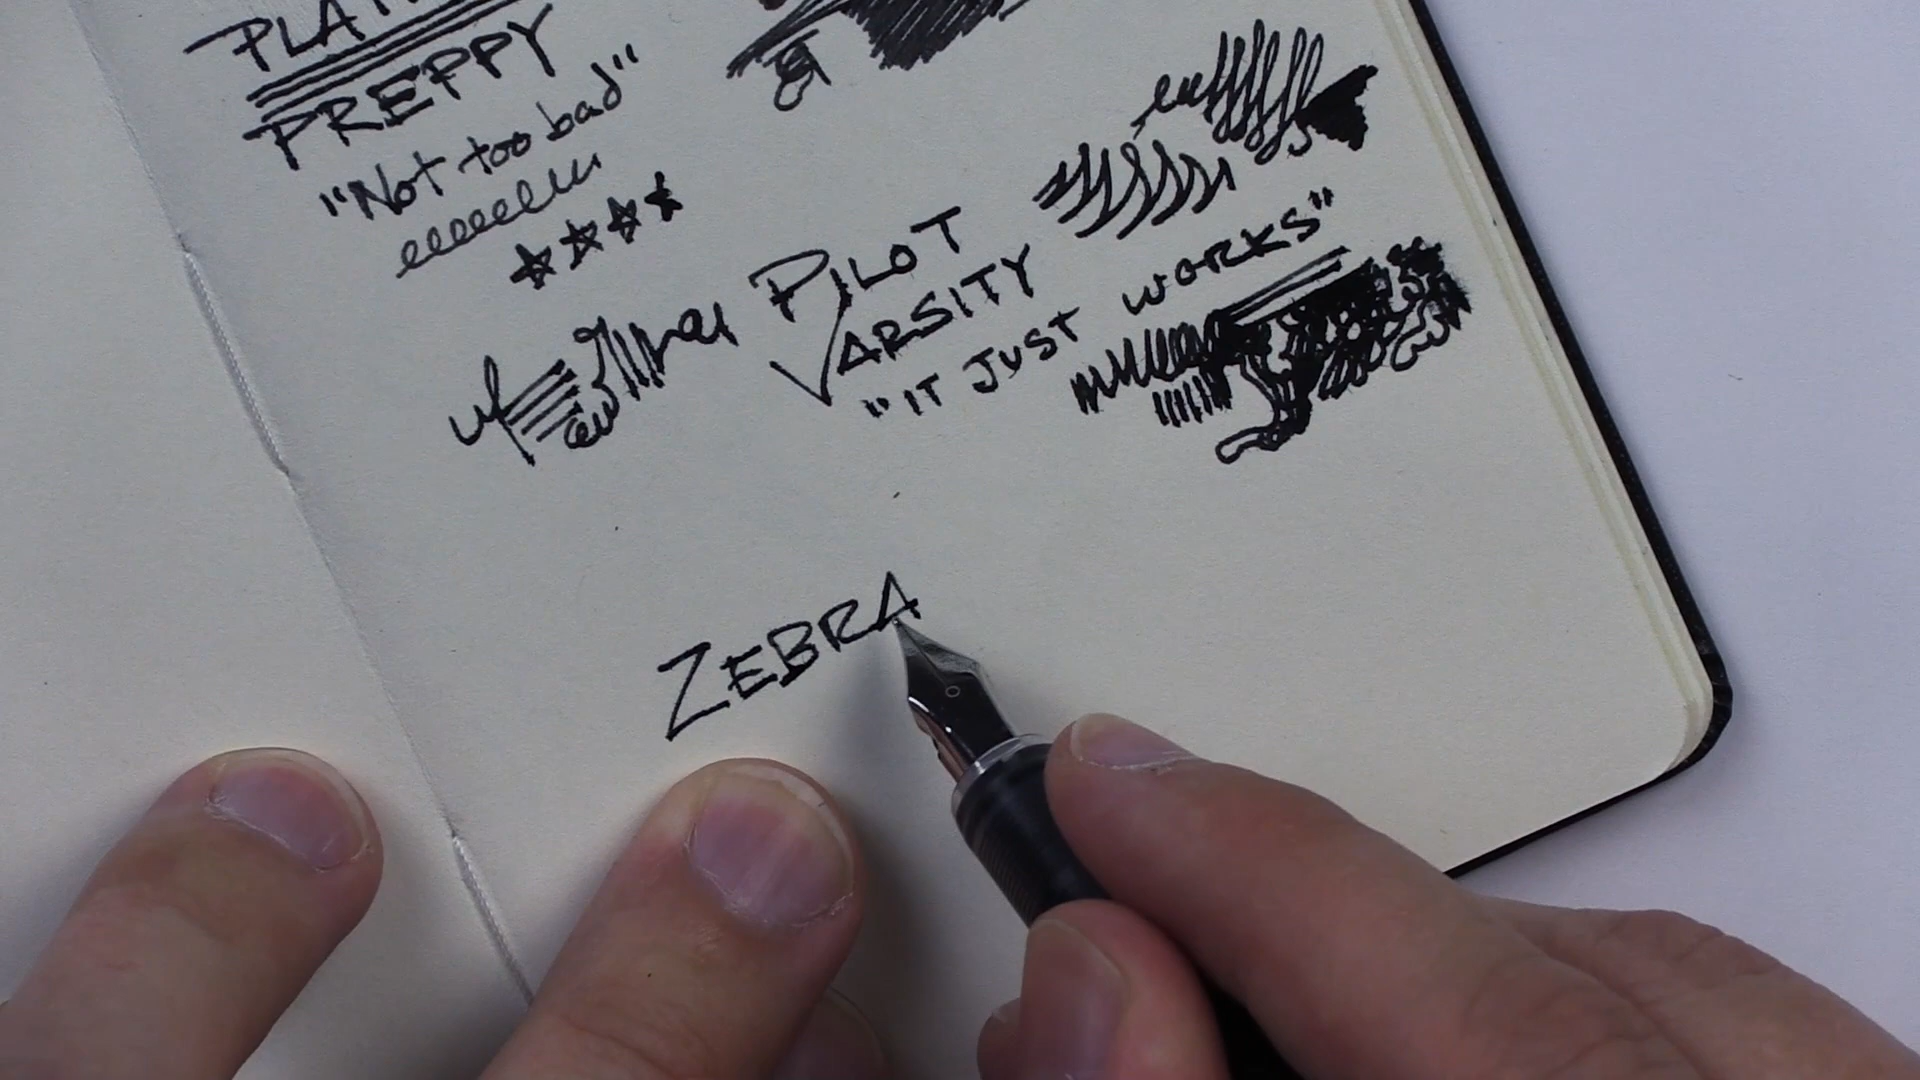 PREPPY
"Not too bad"
PILOT
VARSITY
"IT JUST WORKS"
ZEBRA